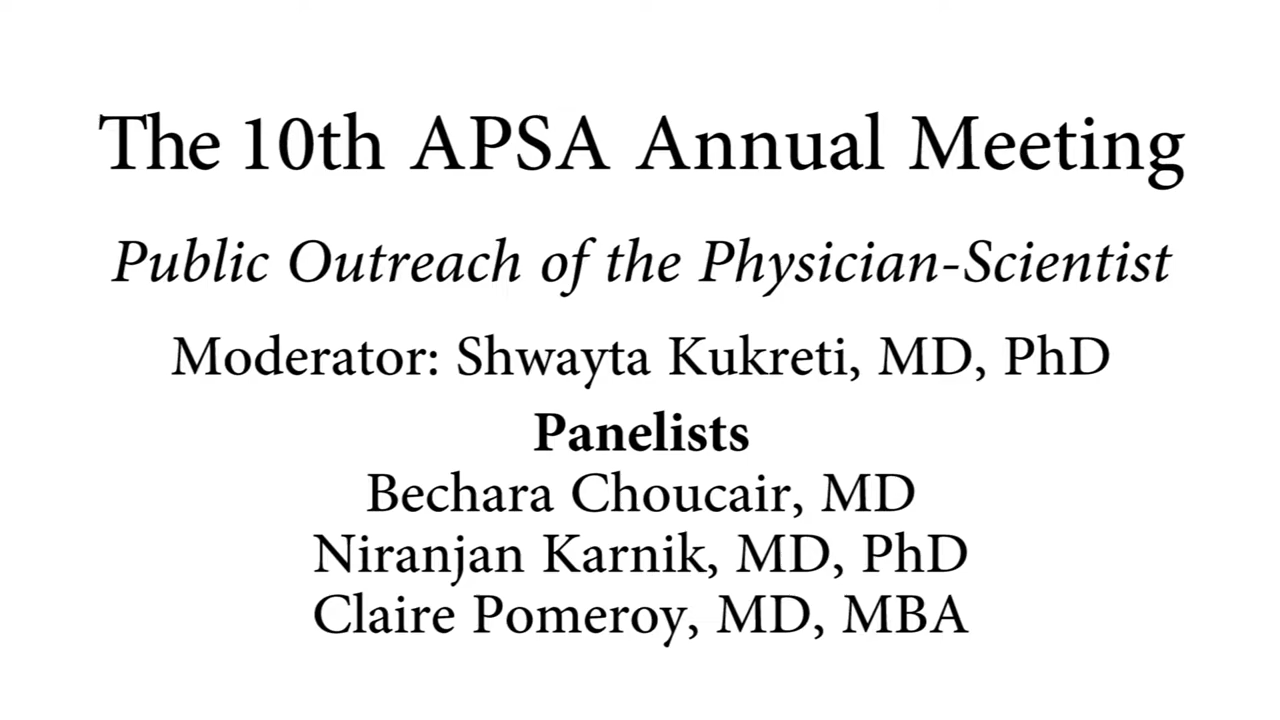 The 10th APSA Annual Meeting
Public Outreach of the Physician-Scientist
Moderator: Shwayta Kukreti, MD, PhD
Panelists
Bechara Choucair, MD
Niranjan Karnik, MD, PhD
Claire Pomeroy, MD, MBA